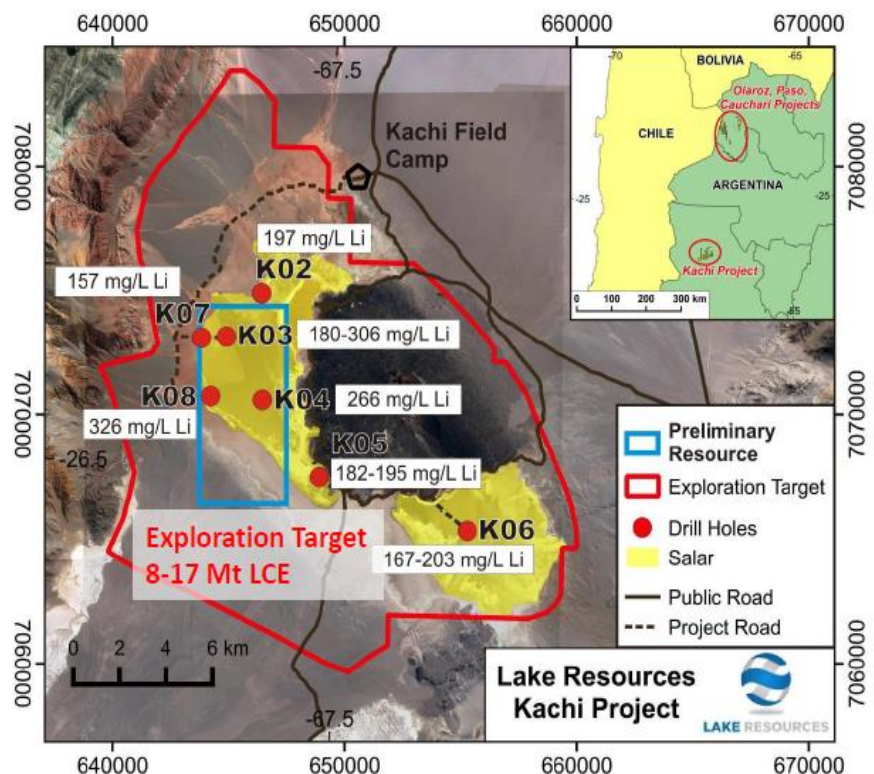 640000
650000
660000
670000
-67.5
-70
-65
BOLIVIA
Olaroz, Paso,
Cauchari Projects
CHILE
ARGENTINA
-25
-25
Kachi Project
-65
0 100 200 300 km
7080000
7080000
Kachi Field
Camp
197 mg/L Li
K02
157 mg/L Li
K07
K03
180-306 mg/L Li
7070000
7070000
K08
K04
266 mg/L Li
326 mg/L Li
K05
-26.5
182-195 mg/L Li
K06
167-203 mg/L Li
Exploration Target
8-17 Mt LCE
Preliminary
Resource
Exploration Target
Drill Holes
Salar
Public Road
Project Road
0 2 4 6 km
7060000
7060000
Lake Resources
Kachi Project
LAKE RESOURCES
-67.5
640000
650000
660000
670000